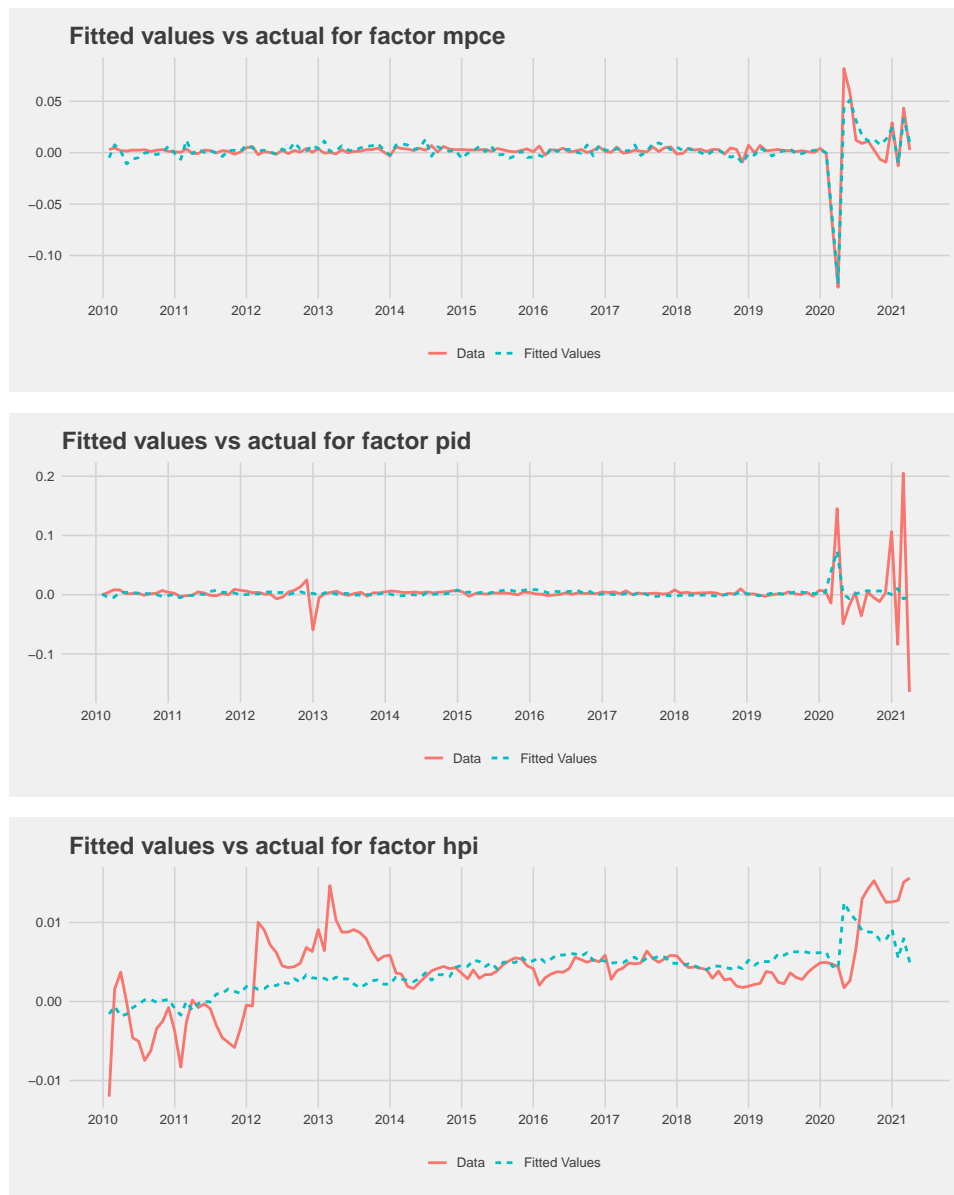 Fitted values vs actual for factor mpce
0.05
0.00
−0.05
−0.10
2010 2011 2012 2013 2014 2015 2016 2017 2018 2019 2020 2021
Data Fitted Values
Fitted values vs actual for factor pid
0.2
0.1
0.0
−0.1
2010 2011 2012 2013 2014 2015 2016 2017 2018 2019 2020 2021
Data Fitted Values
Fitted values vs actual for factor hpi
0.01
0.00
−0.01
2010 2011 2012 2013 2014 2015 2016 2017 2018 2019 2020 2021
Data Fitted Values